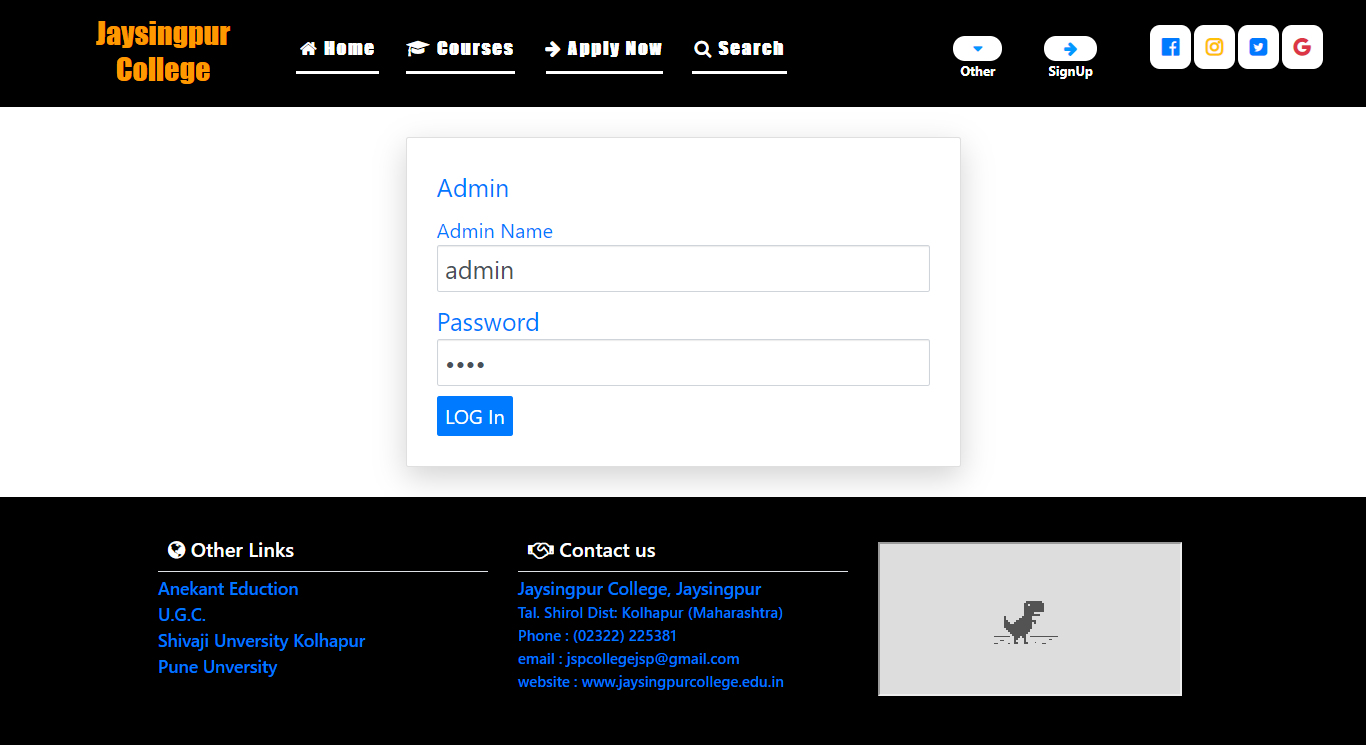 Jaysingpur
College
Home
Courses
Apply Now
Search
Other
SignUp
Admin
Admin Name
admin
Password
••••
LOG In
Other Links
Anekant Eduction
U.G.C.
Shivaji Unversity Kolhapur
Pune Unversity
Contact us
Jaysingpur College, Jaysingpur
Tal. Shirol Dist: Kolhapur (Maharashtra)
Phone : (02322) 225381
email : jspcollegejsp@gmail.com
website : www.jaysingpurcollege.edu.in